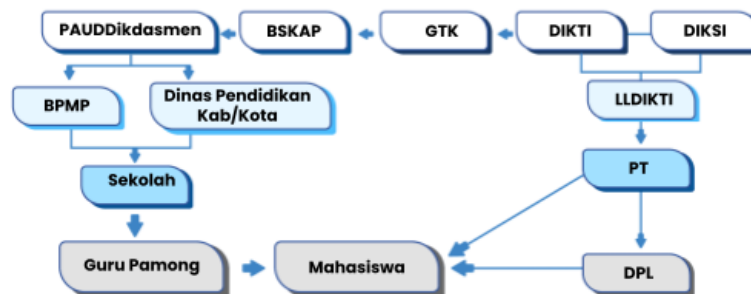 PAUDDikdasmen
BSKAP
GTK
DIKTI
DIKSI
BPMP
Dinas Pendidikan
Kab/Kota
LLDIKTI
Sekolah
PT
Guru Pamong
Mahasiswa
DPL